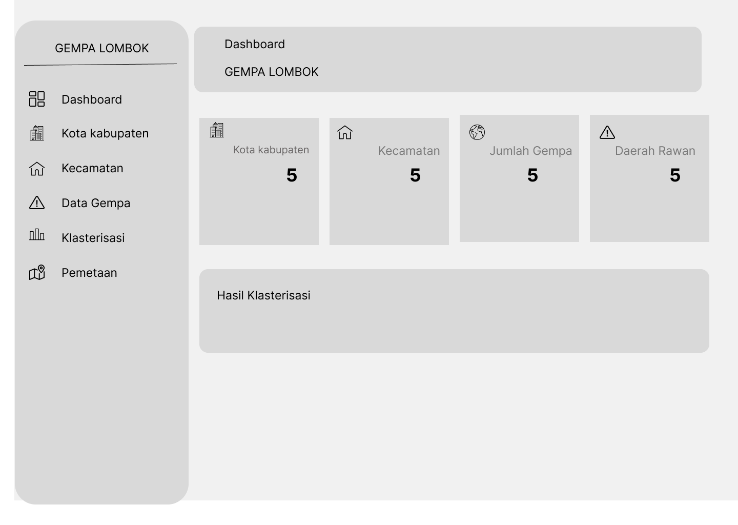 GEMPA LOMBOK
Dashboard
Kota kabupaten
Kecamatan
Data Gempa
Klasterisasi
Pemetaan
Dashboard
GEMPA LOMBOK
Kota kabupaten
5
Kecamatan
5
Jumlah Gempa
5
Daerah Rawan
5
Hasil Klasterisasi